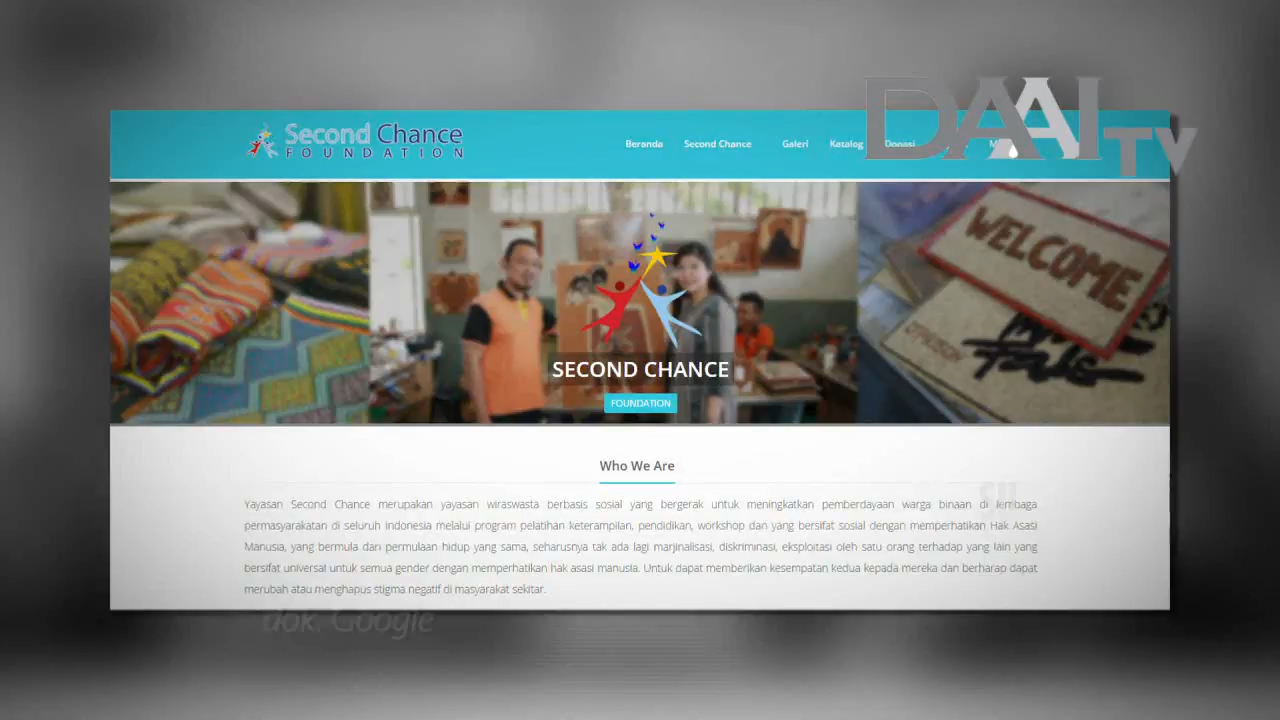 DAAI TV
Second Chance
FOUNDATION
Beranda Second Chance Galeri Katalog Donasi
WELCOME
SECOND CHANCE
FOUNDATION
Who We Are
Yayasan Second Chance merupakan yayasan wiraswasta berbasis sosial yang bergerak untuk meningkatkan pemberdayaan warga binaan di lembaga
permasyarakatan di seluruh Indonesia melalui program pelatihan keterampilan, pendidikan, workshop dan yang bersifat sosial dengan memperhatikan Hak Asasi
Manusia, yang bermula dari permulaan hidup yang sama, seharusnya tak ada lagi marjinalisasi, diskriminasi, eksploitasi oleh satu orang terhadap yang lain yang
bersifat universal untuk semua gender dengan memperhatikan hak asasi manusia. Untuk dapat memberikan kesempatan kedua kepada mereka dan berharap dapat
merubah atau menghapus stigma negatif di masyarakat sekitar.
dok. Google